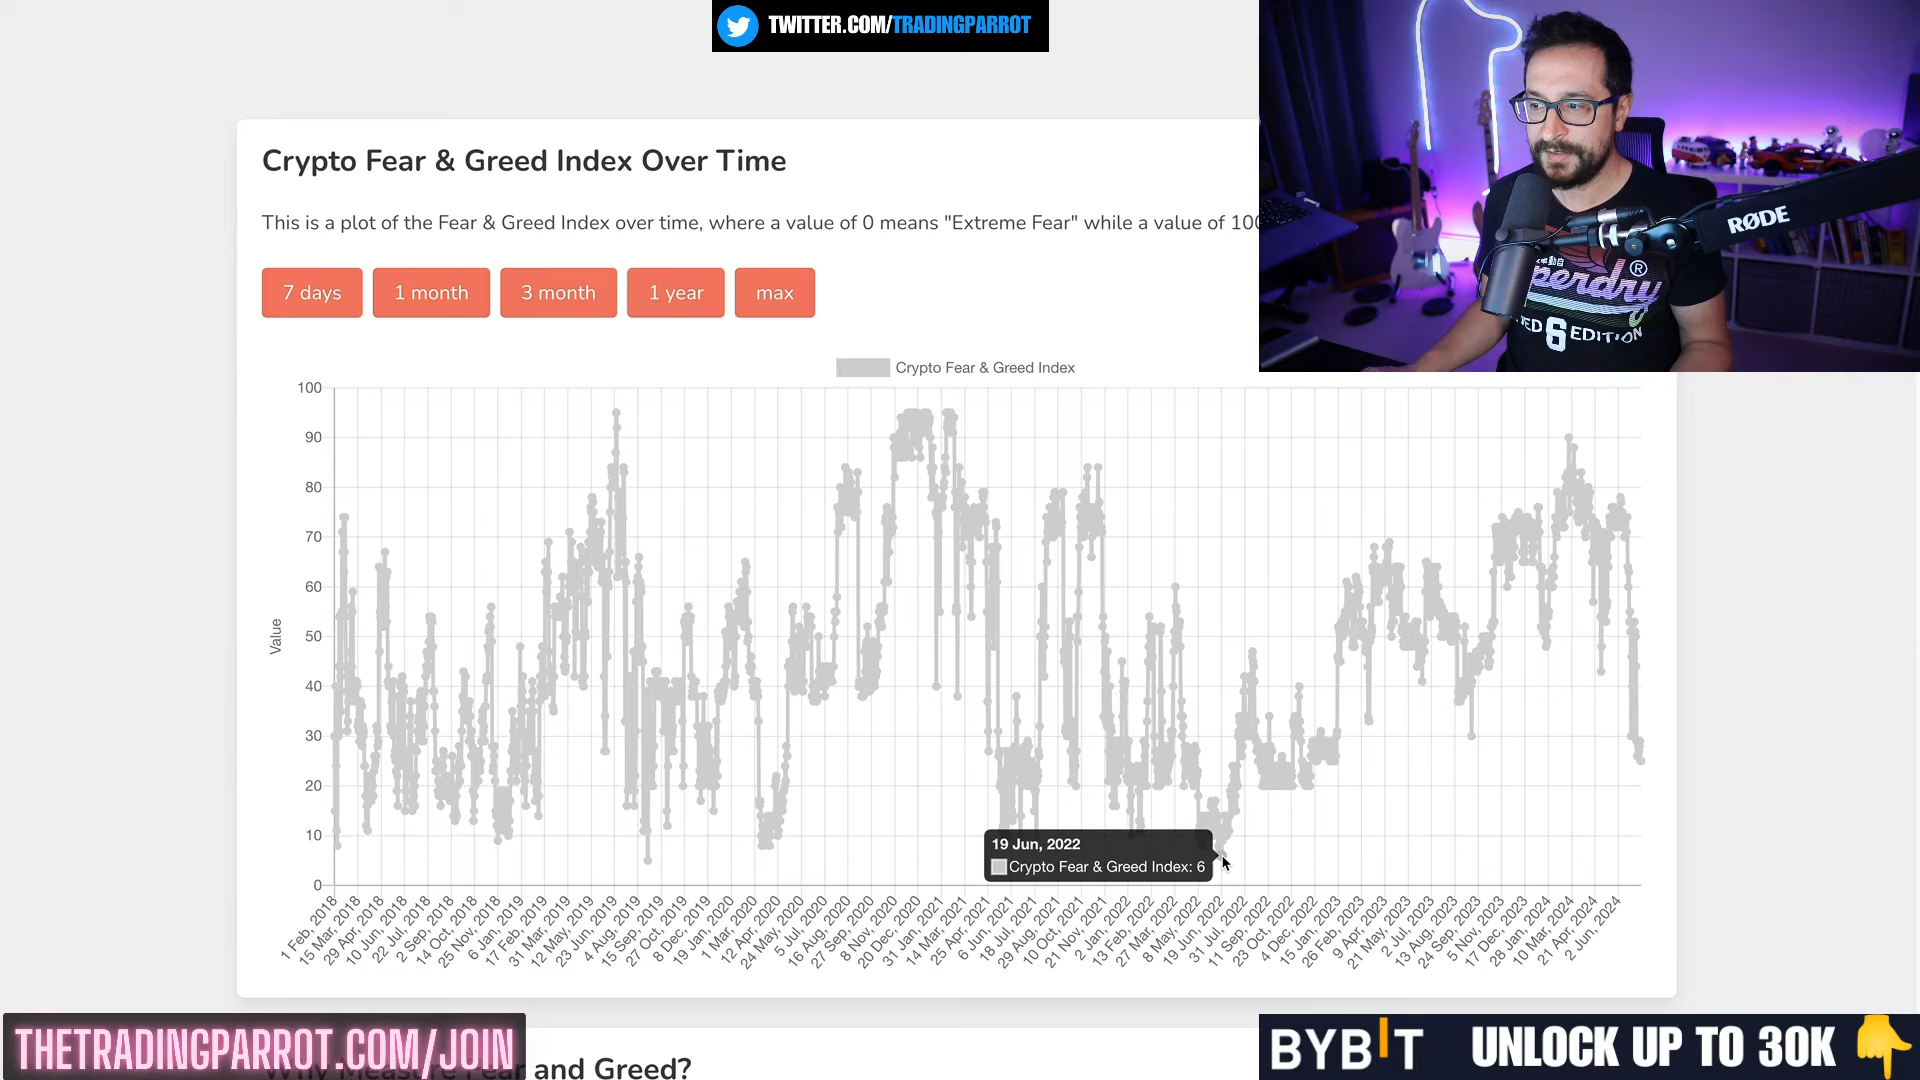 TWITTER.COM/TRADINGPARROT
Crypto Fear & Greed Index Over Time
This is a plot of the Fear & Greed Index over time, where a value of 0 means "Extreme Fear" while a value of 100
7 days
1 month
3 month
1 year
max
RØDE
perdry®
6 EDITION
Crypto Fear & Greed Index
100
90
80
70
60
50
40
30
20
10
0
Value
19 Jun, 2022
Crypto Fear & Greed Index: 6
1 Feb, 2018
15 Mar, 2018
29 Apr, 2018
10 Jun, 2018
22 Jul, 2018
2 Sep, 2018
14 Oct, 2018
25 Nov, 2018
6 Jan, 2019
17 Feb, 2019
31 Mar, 2019
12 May, 2019
23 Jun, 2019
4 Aug, 2019
15 Sep, 2019
27 Oct, 2019
8 Dec, 2019
19 Jan, 2020
1 Mar, 2020
12 Apr, 2020
24 May, 2020
5 Jul, 2020
16 Aug, 2020
27 Sep, 2020
8 Nov, 2020
20 Dec, 2020
31 Jan, 2021
14 Mar, 2021
25 Apr, 2021
6 Jun, 2021
18 Jul, 2021
29 Aug, 2021
10 Oct, 2021
21 Nov, 2021
2 Jan, 2022
13 Feb, 2022
27 Mar, 2022
8 May, 2022
19 Jun, 2022
31 Jul, 2022
11 Sep, 2022
23 Oct, 2022
4 Dec, 2022
15 Jan, 2023
26 Feb, 2023
9 Apr, 2023
21 May, 2023
2 Jul, 2023
13 Aug, 2023
24 Sep, 2023
5 Nov, 2023
17 Dec, 2023
28 Jan, 2024
10 Mar, 2024
21 Apr, 2024
2 Jun, 2024
THETRADINGPARROT.COM/JOIN
Why Measure Fear and Greed?
BYBIT UNLOCK UP TO 30K